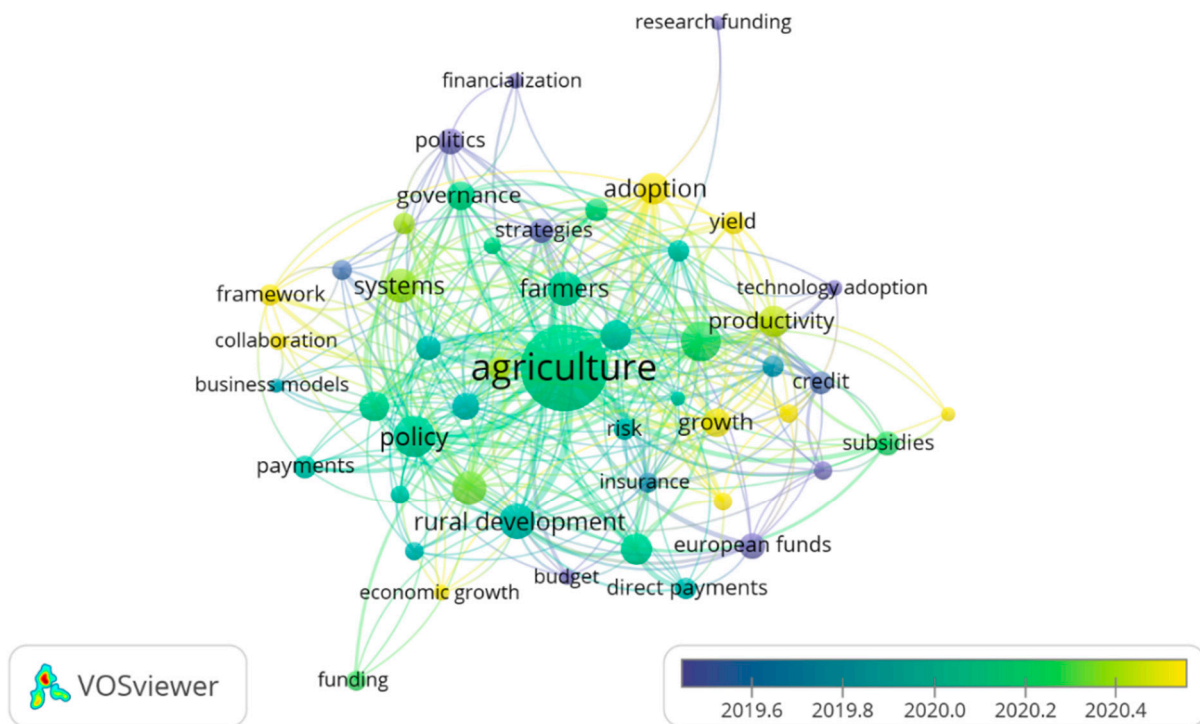 research funding
financialization
politics
governance
adoption
strategies
yield
framework
systems
farmers
technology adoption
productivity
collaboration
agriculture
business models
credit
policy
risk
growth
subsidies
payments
insurance
rural development
european funds
economic growth
budget
direct payments
funding
VOSviewer
2019.6 2019.8 2020.0 2020.2 2020.4